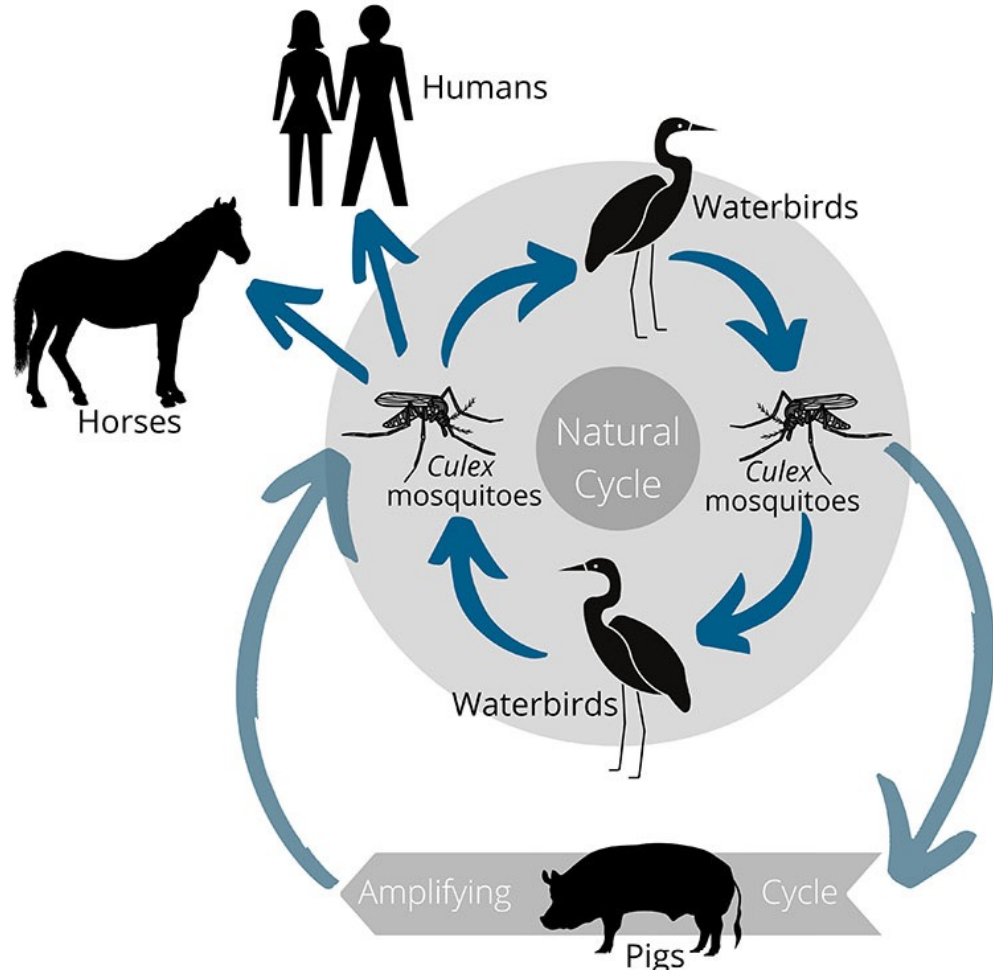 Humans
Waterbirds
Horses
Natural
Cycle
Culex
mosquitoes
Culex
mosquitoes
Waterbirds
Amplifying
Cycle
Pigs